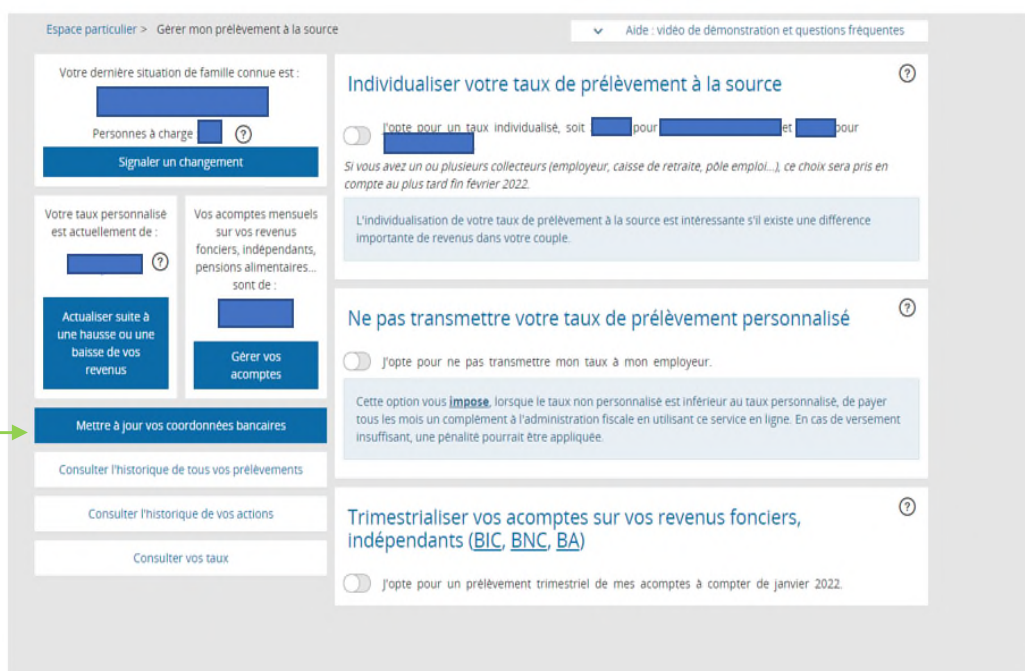 Espace particulier > Gérer mon prélèvement à la source
Aide : vidéo de démonstration et questions fréquentes
Votre dernière situation de famille connue est :
Personnes à charge
?
Signaler un changement
Votre taux personnalisé
est actuellement de :
?
Actualiser suite à
une hausse ou une
baisse de vos
revenus
Vos acomptes mensuels
sur vos revenus
fonciers, indépendants,
pensions alimentaires...
sont de :
Gérer vos
acomptes
Mettre à jour vos coordonnées bancaires
Consulter l'historique de tous vos prélèvements
Consulter l'historique de vos actions
Consulter vos taux
Individualiser votre taux de prélèvement à la source
?
J'opte pour un taux individualisé, soit pour et pour
Si vous avez un ou plusieurs collecteurs (employeur, caisse de retraite, pôle emploi...), ce choix sera pris en
compte au plus tard fin février 2022.
L'individualisation de votre taux de prélèvement à la source est intéressante s'il existe une différence
importante de revenus dans votre couple.
Ne pas transmettre votre taux de prélèvement personnalisé
?
J'opte pour ne pas transmettre mon taux à mon employeur.
Cette option vous impose, lorsque le taux non personnalisé est inférieur au taux personnalisé, de payer
tous les mois un complément à l'administration fiscale en utilisant ce service en ligne. En cas de versement
insuffisant, une pénalité pourrait être appliquée.
Trimestrialiser vos acomptes sur vos revenus fonciers,
indépendants (BIC, BNC, BA)
?
J'opte pour un prélèvement trimestriel de mes acomptes à compter de janvier 2022.